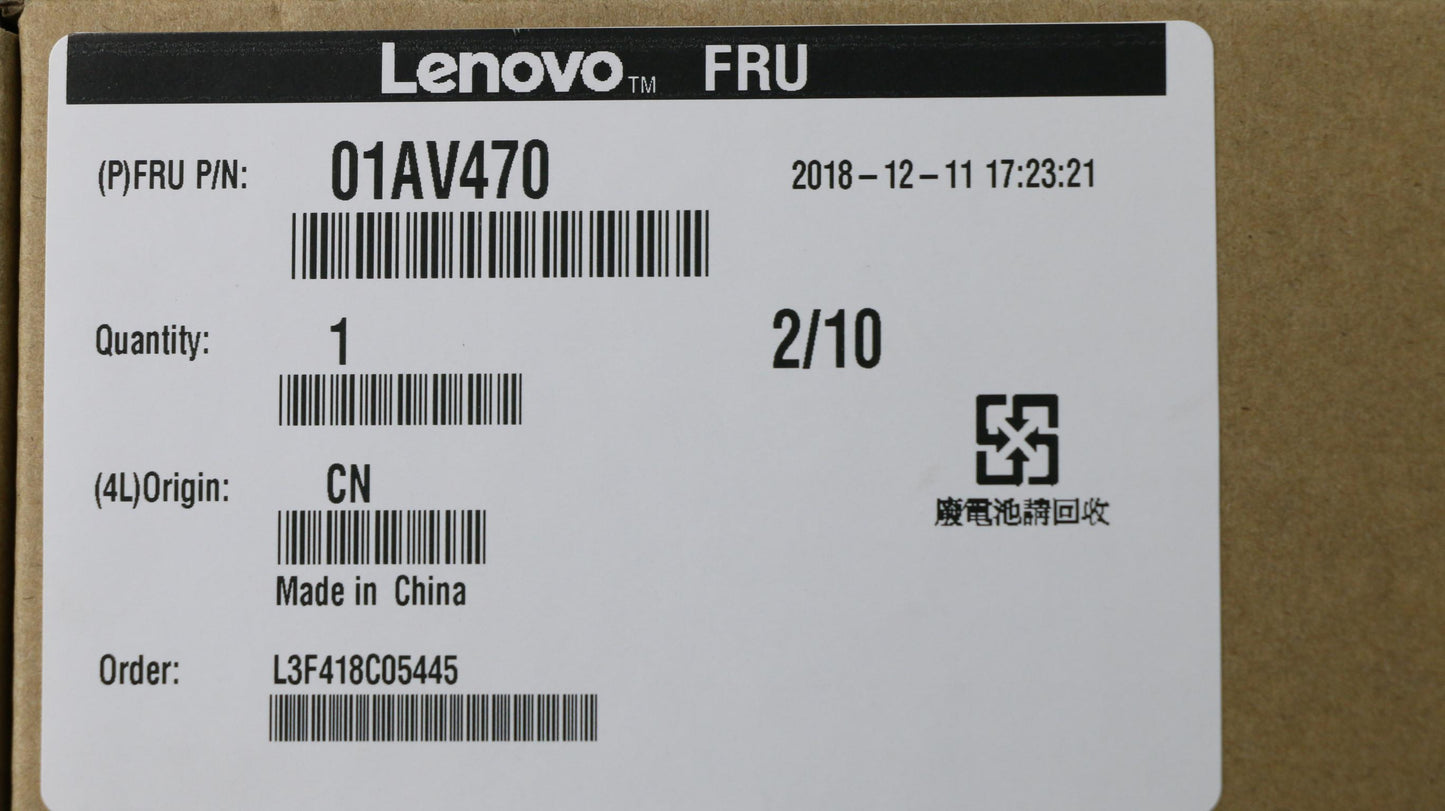 Lenovo™ FRU
(P)FRU P/N: 01AV470 2018-12-11 17:23:21
Quantity: 1 2/10
(4L)Origin: CN
廢電池請回收
Made in China
Order: L3F418C05445